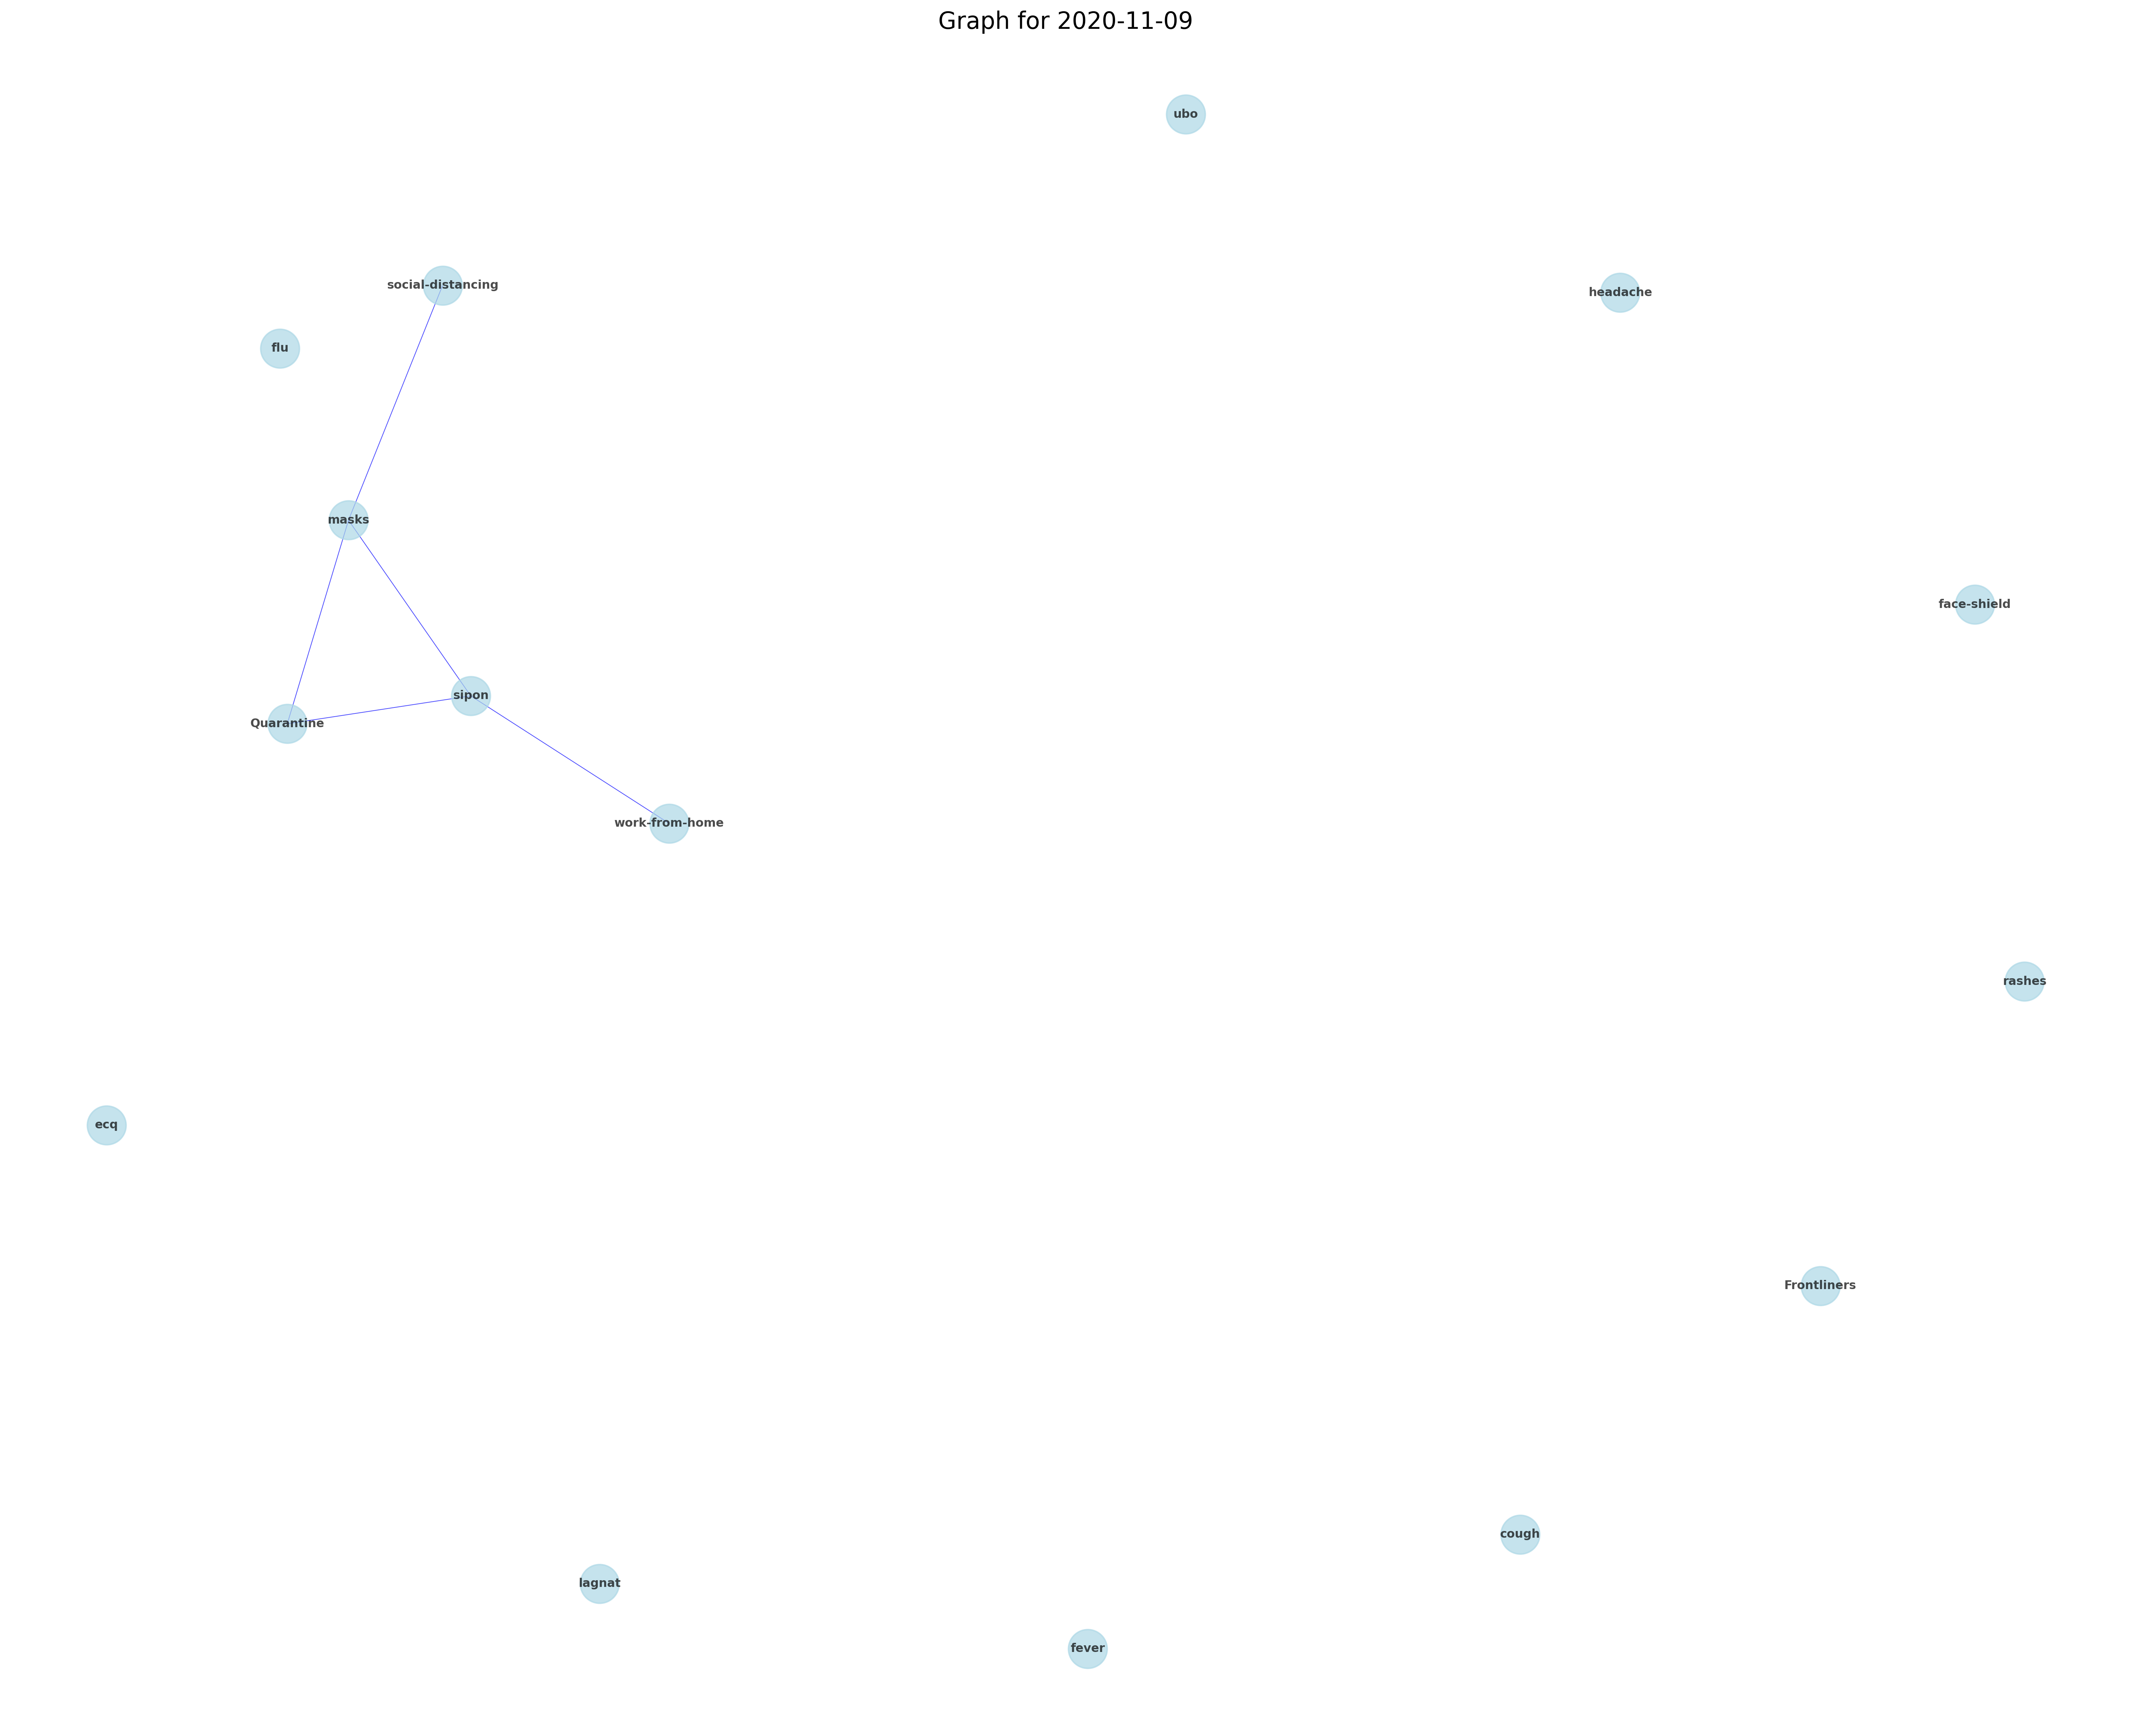 Graph for 2020-11-09
ubo
social-distancing
headache
flu
masks
face-shield
sipon
Quarantine
work-from-home
rashes
ecq
Frontliners
cough
lagnat
fever